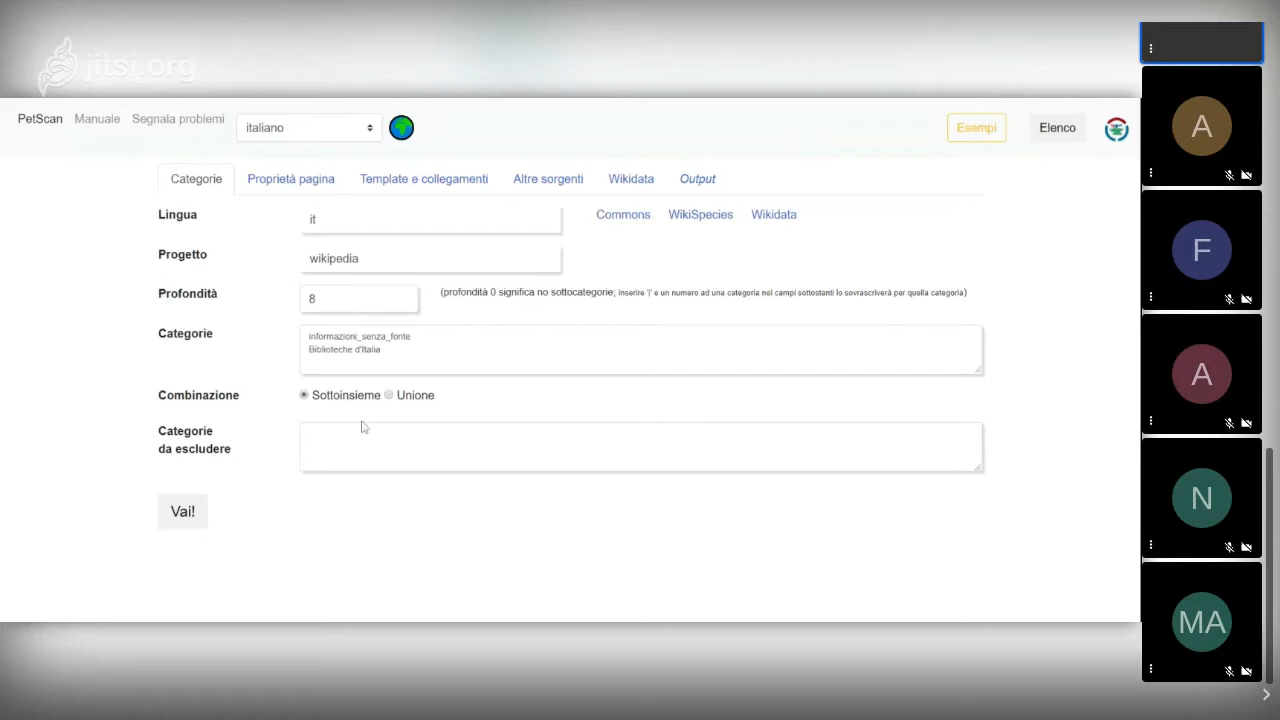 jitsi.org
PetScan Manuale Segnala problemi italiano Esempi Elenco
Categorie Proprietà pagina Template e collegamenti Altre sorgenti Wikidata Output
Lingua it Commons WikiSpecies Wikidata
Progetto wikipedia
Profondità 8 (profondità 0 significa no sottocategorie; inserire '|' e un numero ad una categoria nei campi sottostanti lo sovrascriverà per quella categoria)
Categorie informazioni_senza_fonte
Biblioteche d'Italia
Combinazione Sottoinsieme Unione
Categorie
da escludere
Vai!
A
F
A
N
MA